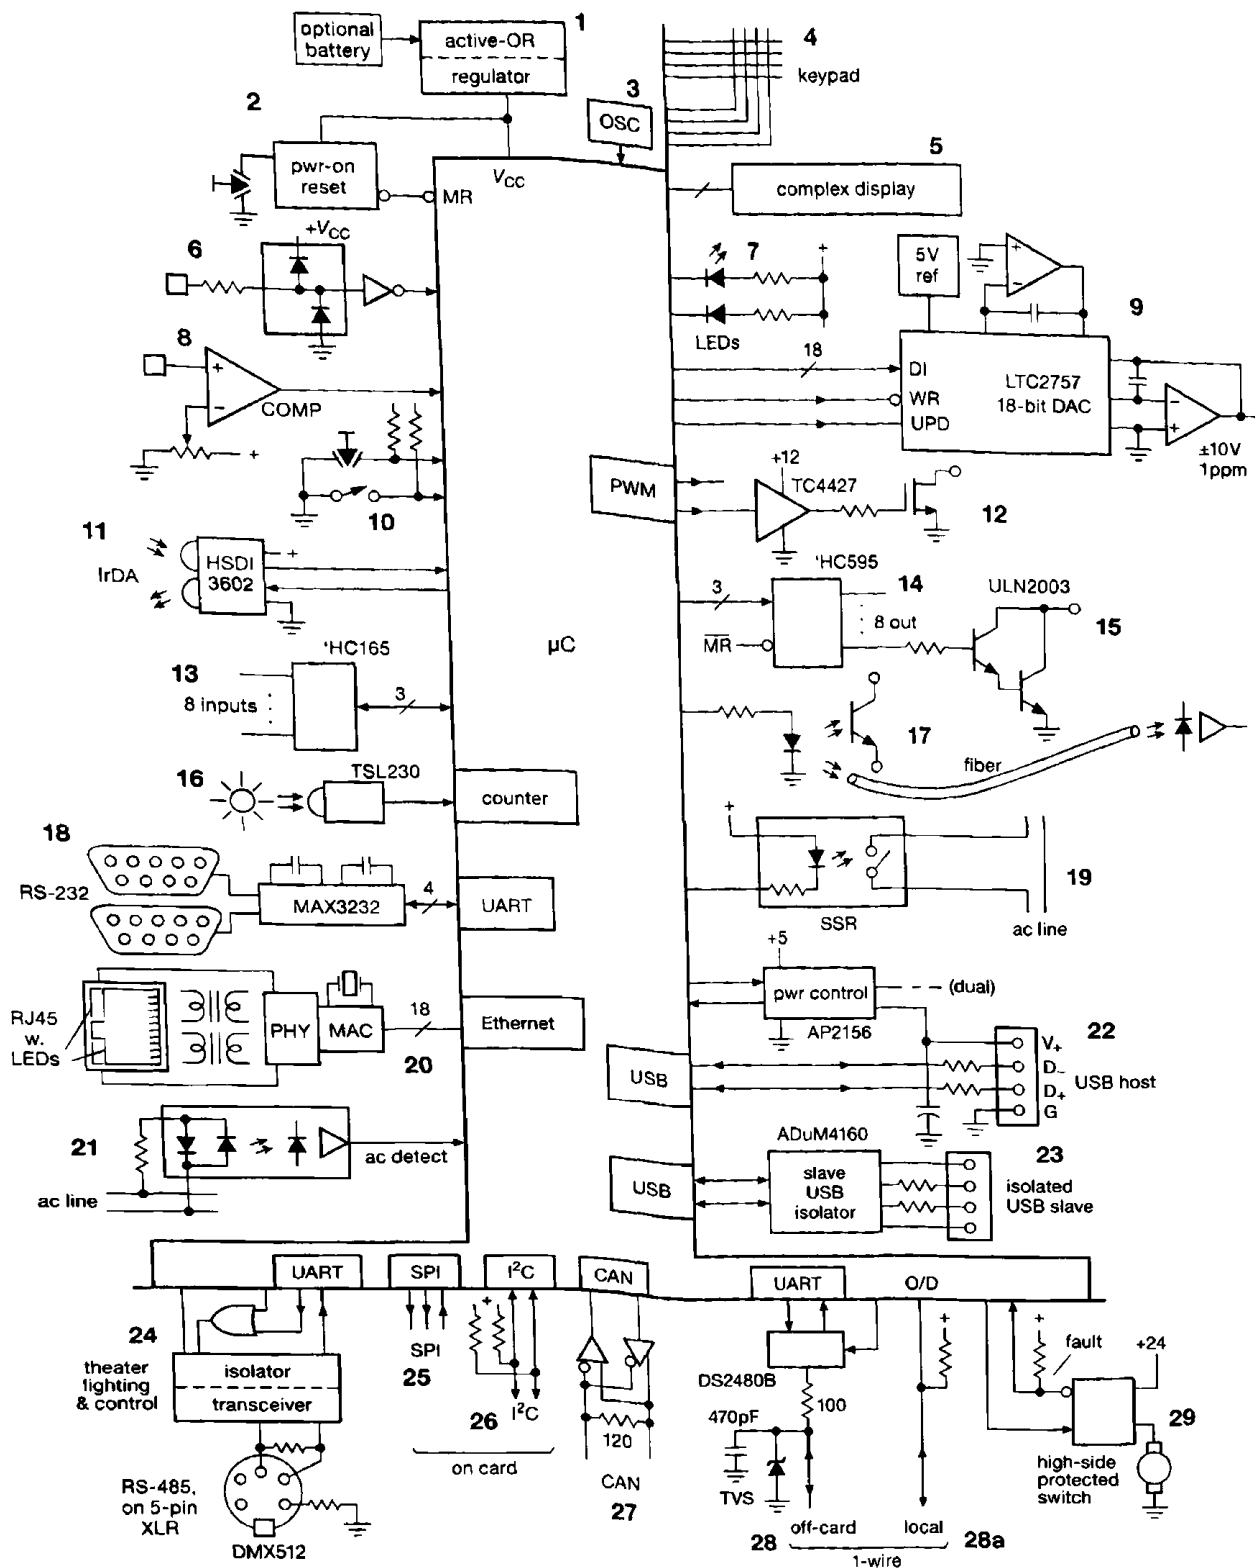 optional
battery
active-OR
regulator
1
2
pwr-on
reset
MR
VCC
3
OSC
4
keypad
5
complex display
6
+VCC
7
+
LEDs
5V
ref
+
−
9
8
+
−
COMP
+
18
DI
WR
UPD
LTC2757
18-bit DAC
−
+
±10V
1ppm
10
PWM
+12
TC4427
12
11
IrDA
HSDI
3602
+
'HC595
14
3
8 out
MR
ULN2003
15
µC
'HC165
13
8 inputs
3
17
fiber
16
TSL230
counter
18
RS-232
MAX3232
4
UART
+
SSR
19
ac line
RJ45
w.
LEDs
PHY
MAC
18
20
Ethernet
+5
pwr control
(dual)
AP2156
22
USB
V+
D−
D+
G
USB host
21
ac detect
ac line
USB
ADuM4160
slave
USB
isolator
23
isolated
USB slave
UART
SPI
I2C
CAN
UART
O/D
24
theater
lighting
& control
isolator
transceiver
SPI
25
+
26
I2C
on card
120
CAN
27
DS2480B
100
470pF
TVS
28
off-card
local
28a
1-wire
+
+
fault
+24
29
high-side
protected
switch
RS-485,
on 5-pin
XLR
DMX512